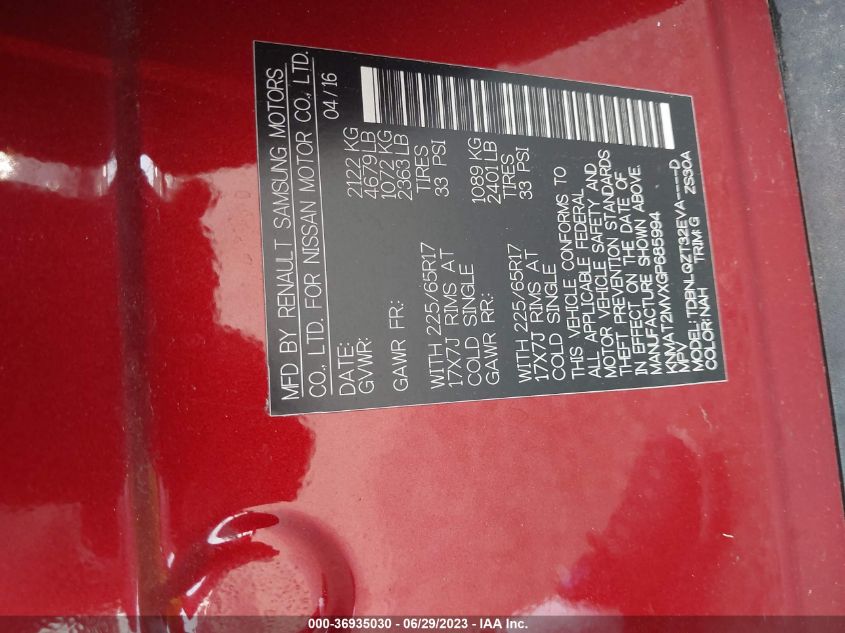 MFD BY RENAULT SAMSUNG MOTORS
CO., LTD. FOR NISSAN MOTOR CO., LTD.
DATE: 04/16
GVWR: 2122 KG
4679 LB
GAWR FR: 1072 KG
2363 LB
WITH 225/65R17 TIRES
17X7J RIMS AT 33 PSI
COLD SINGLE
GAWR RR: 1089 KG
2401 LB
WITH 225/65R17 TIRES
17X7J RIMS AT 33 PSI
COLD SINGLE
THIS VEHICLE CONFORMS TO
ALL APPLICABLE FEDERAL
MOTOR VEHICLE SAFETY AND
THEFT PREVENTION STANDARDS
IN EFFECT ON THE DATE OF
MANUFACTURE SHOWN ABOVE.
KNMAT2MVXGP685994
MPV
MODEL: TDBNLQZT32EVA----D
COLOR: NAH TRIM: G ZS30A
000-36935030 - 06/29/2023 - IAA Inc.